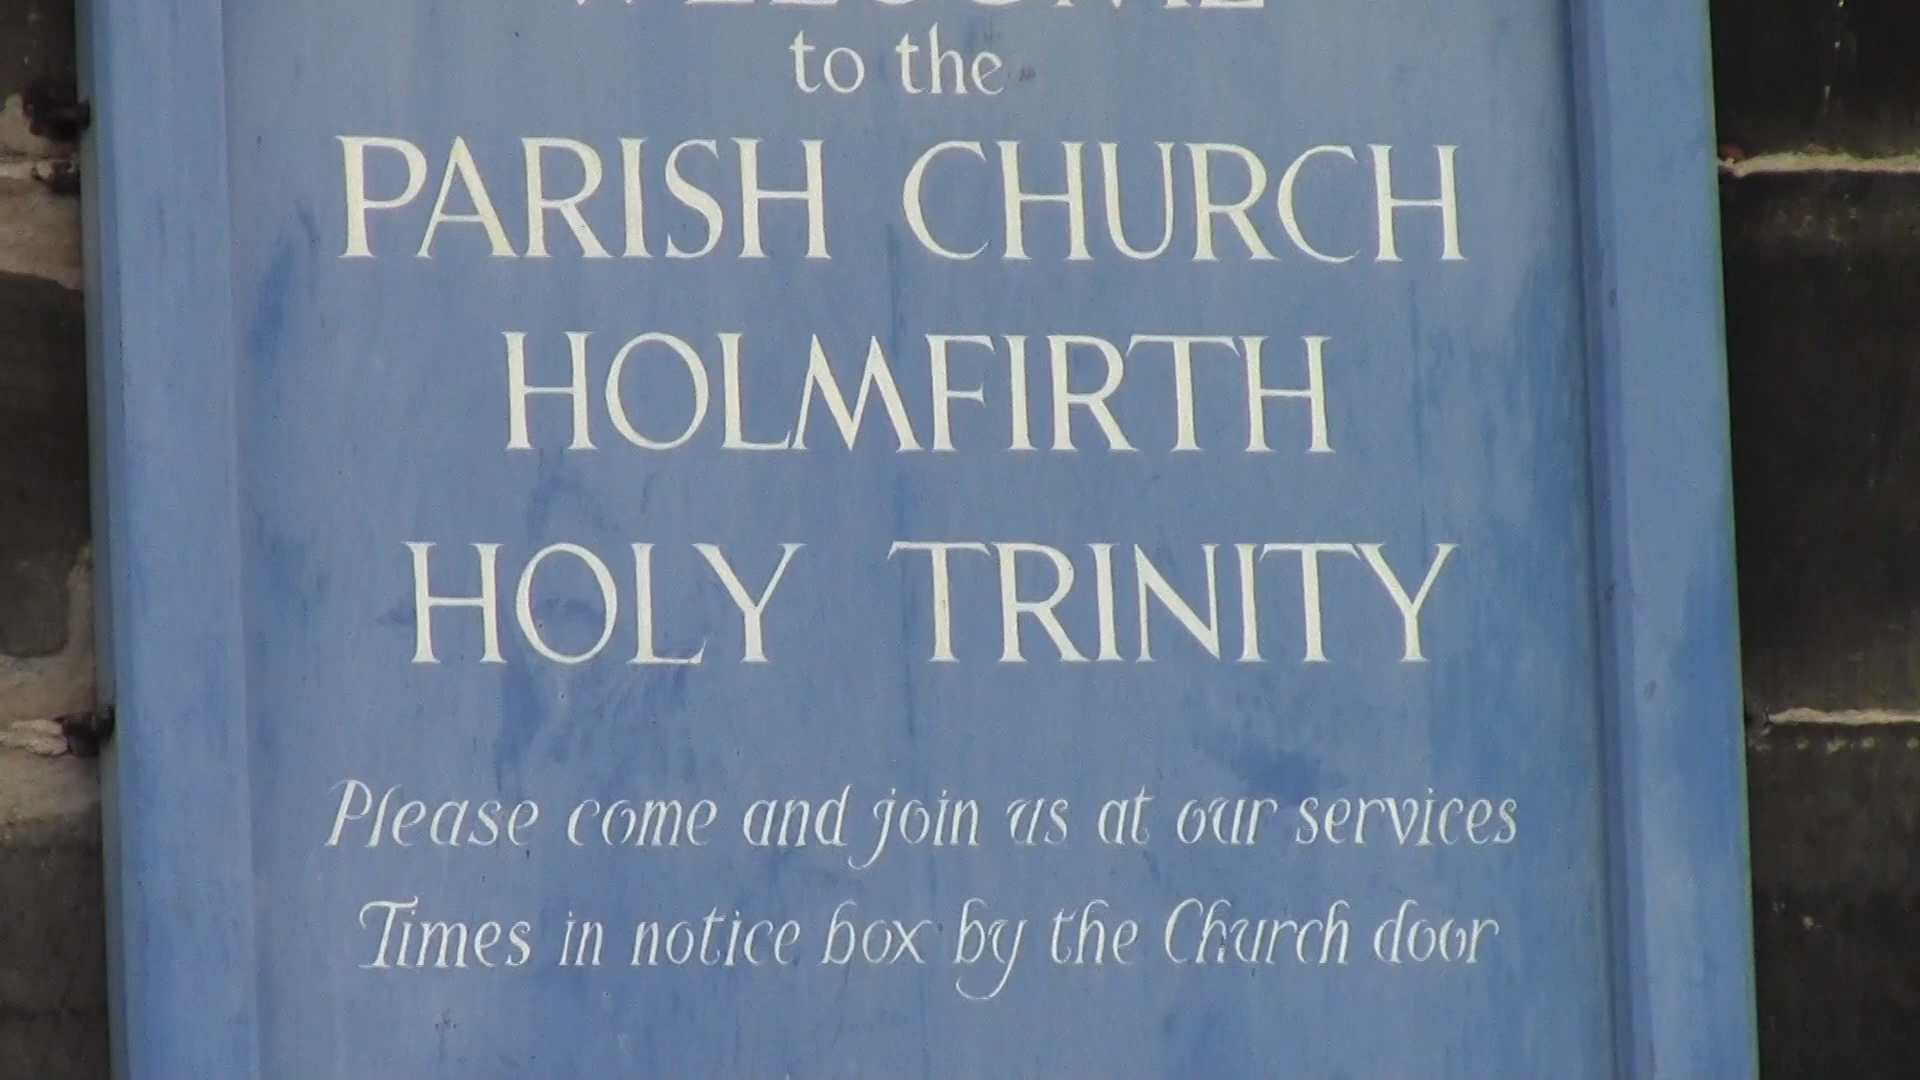 WELCOME
to the
PARISH CHURCH
HOLMFIRTH
HOLY TRINITY
Please come and join us at our services
Times in notice box by the Church door